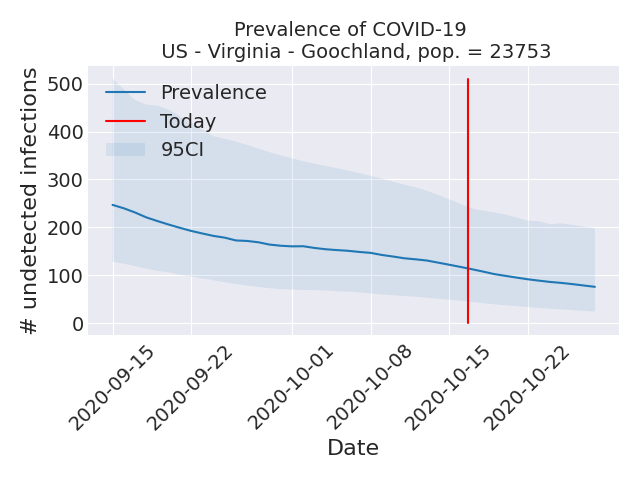 Prevalence of COVID-19
US - Virginia - Goochland, pop. = 23753
# undetected infections
500
400
300
200
100
0
Prevalence
Today
95CI
2020-09-15
2020-09-22
2020-10-01
2020-10-08
2020-10-15
2020-10-22
Date